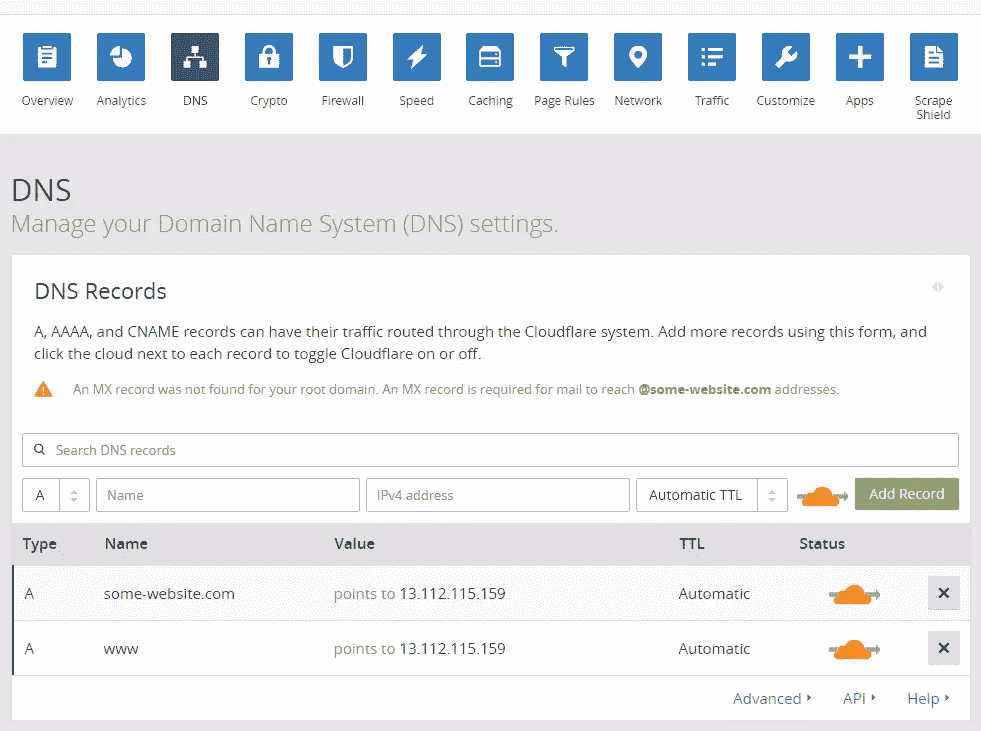 Overview Analytics DNS Crypto Firewall Speed Caching Page Rules Network Traffic Customize Apps Scrape
Shield
DNS
Manage your Domain Name System (DNS) settings.
DNS Records
A, AAAA, and CNAME records can have their traffic routed through the Cloudflare system. Add more records using this form, and
click the cloud next to each record to toggle Cloudflare on or off.
An MX record was not found for your root domain. An MX record is required for mail to reach @some-website.com addresses.
Search DNS records
A Name IPv4 address Automatic TTL Add Record
Type Name Value TTL Status
A some-website.com points to 13.112.115.159 Automatic
A www points to 13.112.115.159 Automatic
Advanced API Help